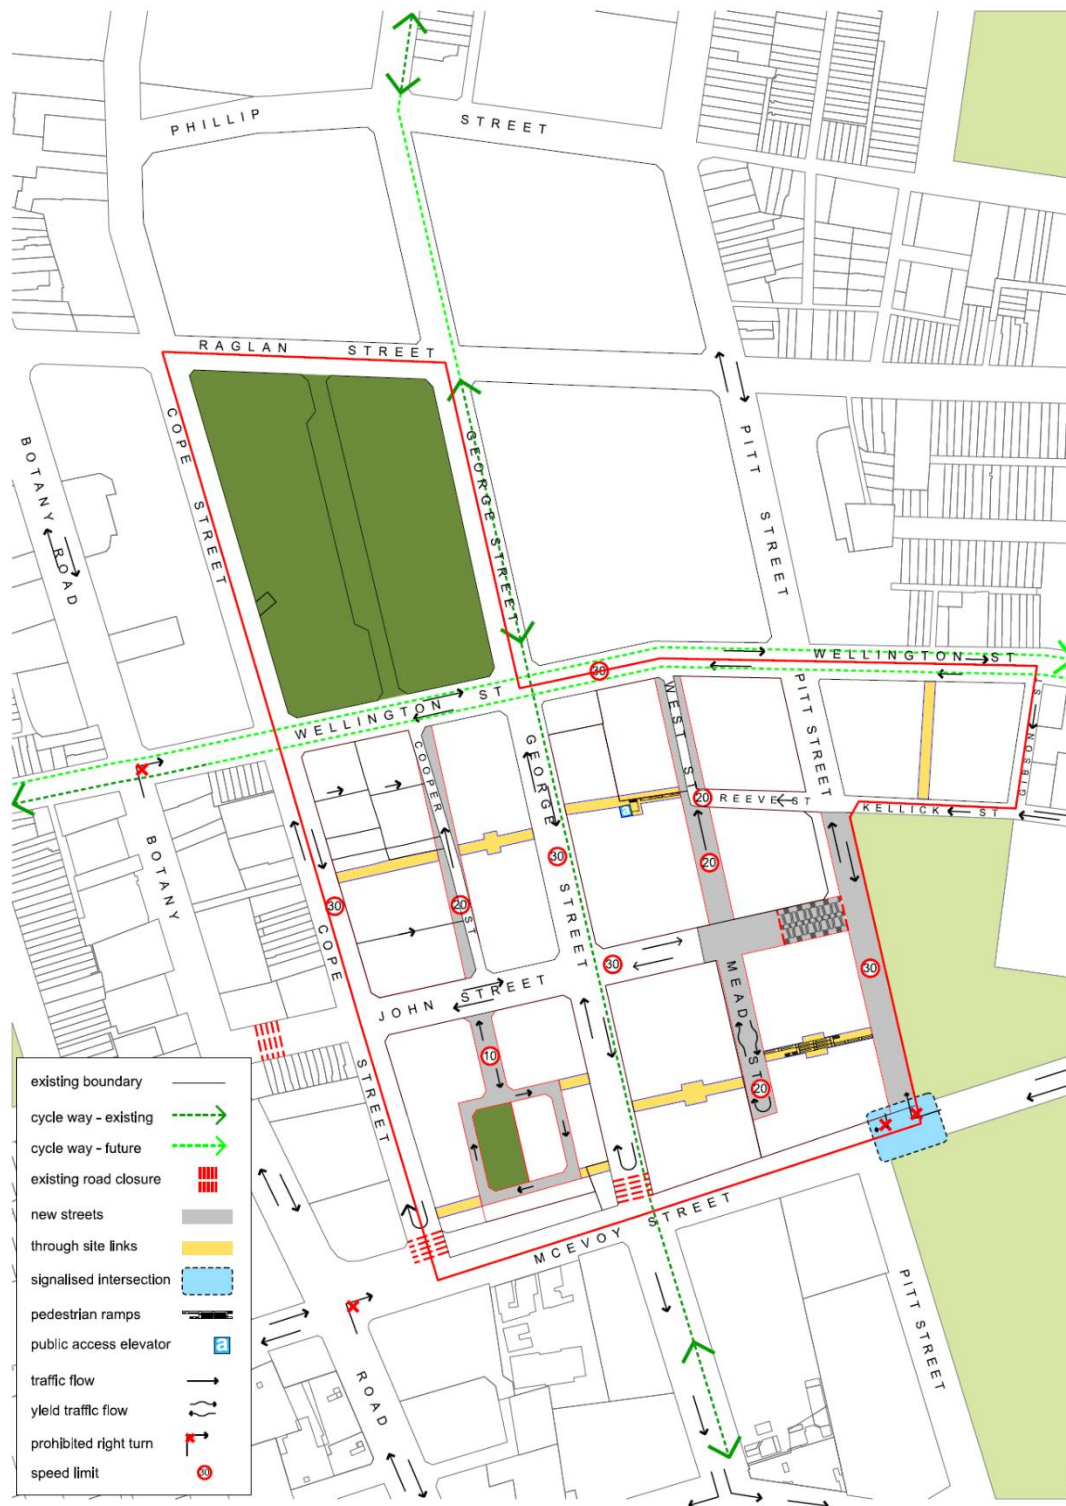 PHILLIP STREET
RAGLAN STREET
COPE STREET
GEORGE STREET
BOTANY ROAD
PITT STREET
WELLINGTON ST
WELLINGTON ST
30
WEST ST
PITT STREET
GIBSON S
COOPER ST
GEORGE STREET
a
20
REEVE ST
KELLICK ST
BOTANY ROAD
30
20
20
30
COPE STREET
30
30
MEAD ST
JOHN STREET
10
20
MCEVOY STREET
PITT STREET
existing boundary
cycle way - existing
cycle way - future
existing road closure
new streets
through site links
signalised intersection
pedestrian ramps
public access elevator a
traffic flow
yield traffic flow
prohibited right turn
speed limit 30